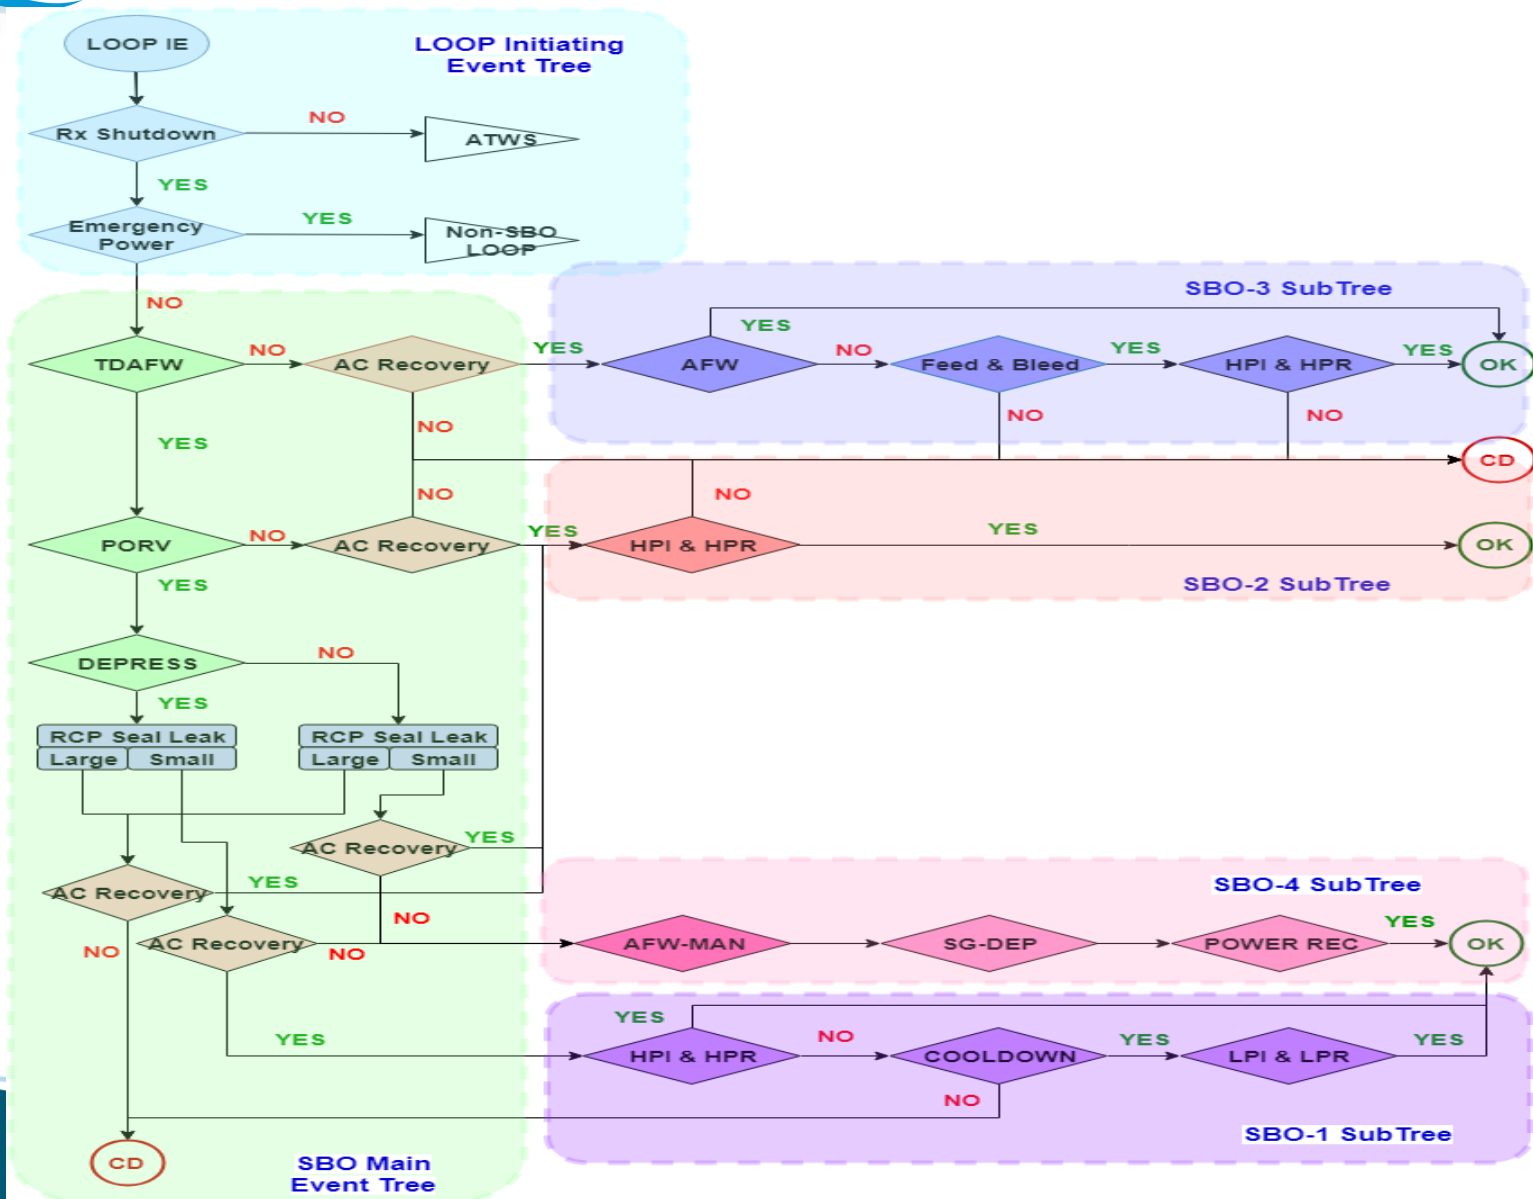 LOOP IE
LOOP Initiating
Event Tree
Rx Shutdown
NO
ATWS
YES
Emergency
Power
YES
Non-SBO
LOOP
NO
SBO-3 SubTree
YES
TDAFW
NO
AC Recovery
YES
AFW
NO
Feed & Bleed
YES
HPI & HPR
YES
OK
NO
NO
NO
YES
CD
NO
NO
PORV
NO
AC Recovery
YES
HPI & HPR
YES
OK
YES
SBO-2 SubTree
DEPRESS
NO
YES
RCP Seal Leak
Large
Small
RCP Seal Leak
Large
Small
AC Recovery
YES
AC Recovery
YES
SBO-4 SubTree
NO
NO
AC Recovery
NO
AFW-MAN
SG-DEP
POWER REC
YES
OK
YES
YES
HPI & HPR
NO
COOLDOWN
YES
LPI & LPR
YES
NO
SBO-1 SubTree
CD
SBO Main
Event Tree